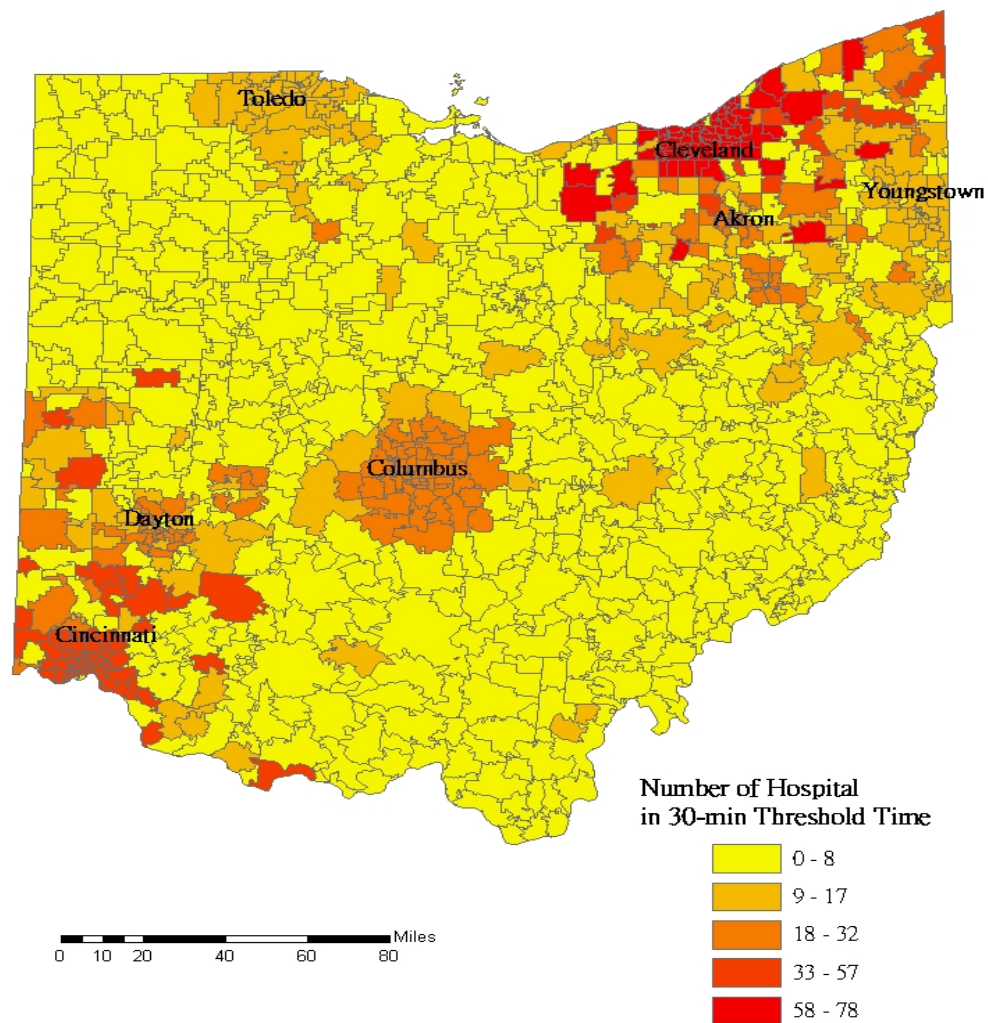 Toledo
Cleveland
Youngstown
Akron
Columbus
Dayton
Cincinnati
Number of Hospital
in 30-min Threshold Time
0 - 8
9 - 17
18 - 32
33 - 57
58 - 78
Miles
0 10 20 40 60 80